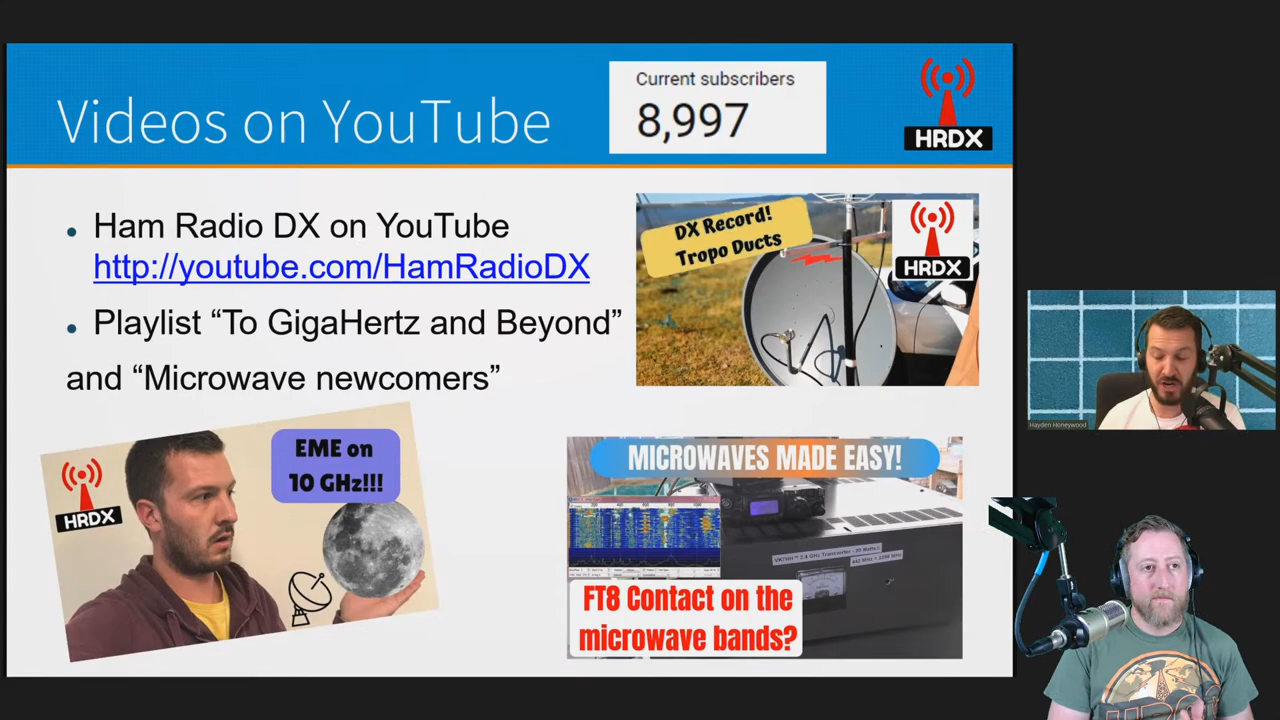 Videos on YouTube
Current subscribers
8,997
HRDX
Ham Radio DX on YouTube
http://youtube.com/HamRadioDX
Playlist “To GigaHertz and Beyond”
and “Microwave newcomers”
DX Record!
Tropo Ducts
HRDX
HRDX
EME on
10 GHz!!!
MICROWAVES MADE EASY!
FT8 Contact on the
microwave bands?
Hayden Honeywood